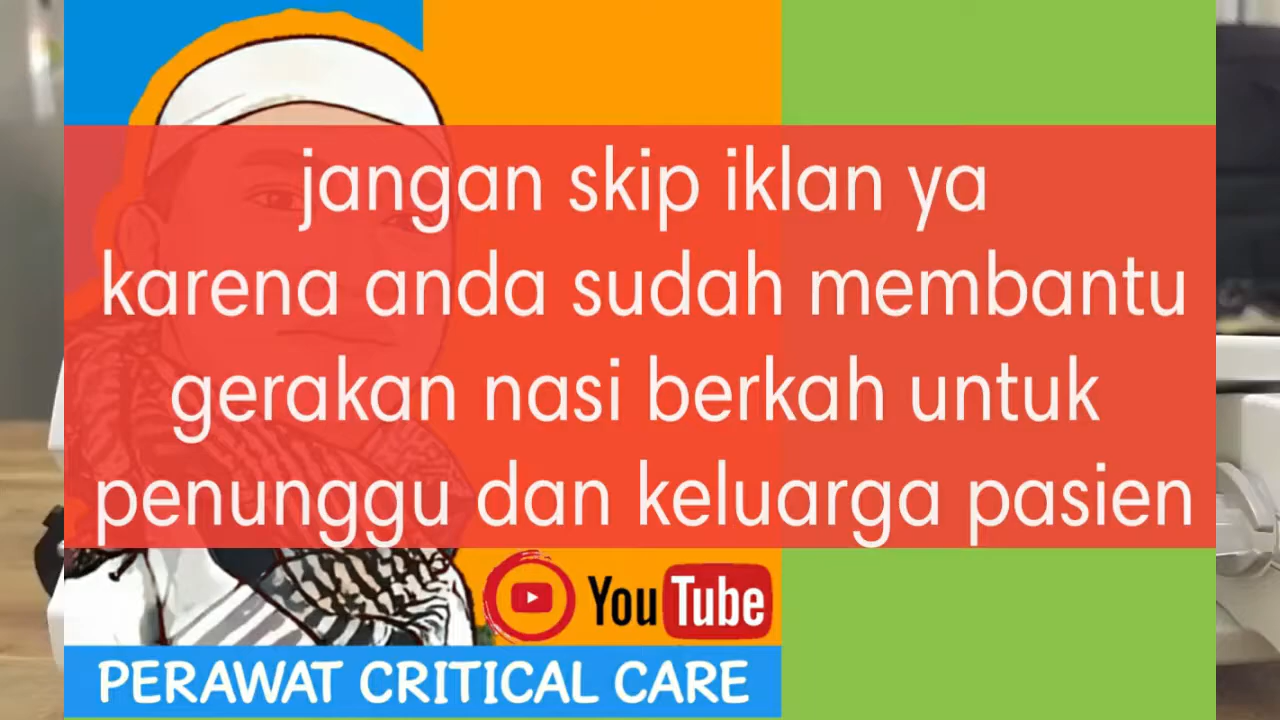 jangan skip iklan ya
karena anda sudah membantu
gerakan nasi berkah untuk
penunggu dan keluarga pasien
YouTube
PERAWAT CRITICAL CARE